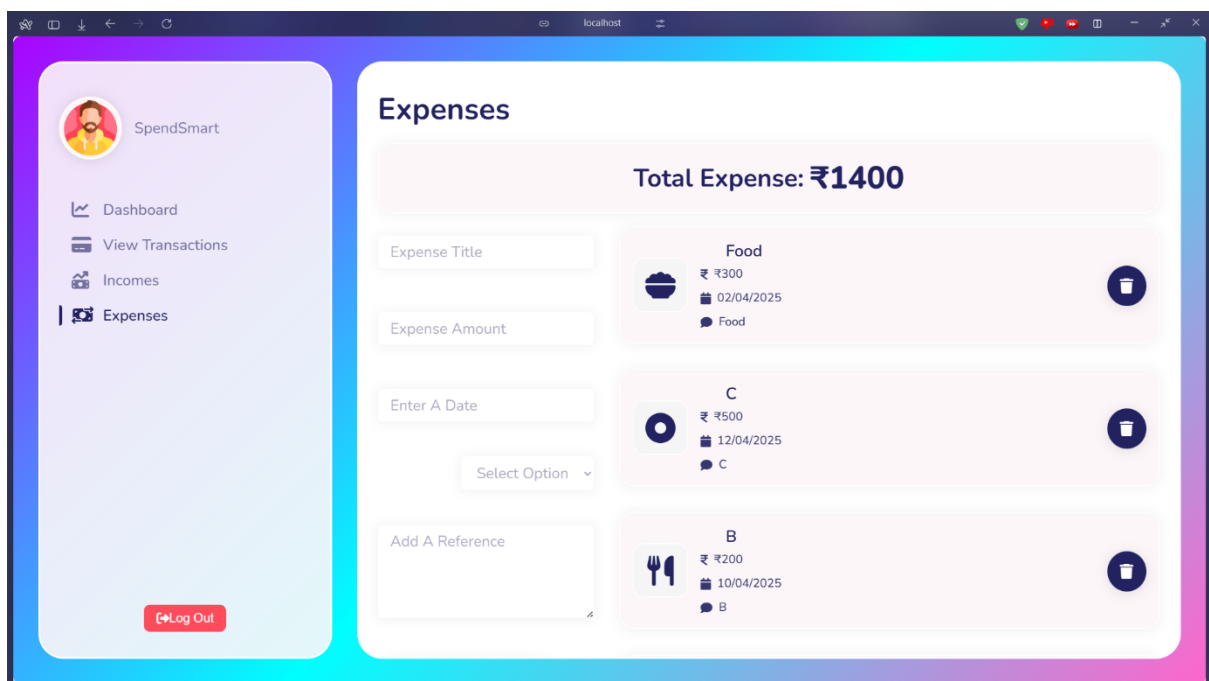 localhost
SpendSmart
Dashboard
View Transactions
Incomes
Expenses
Log Out
Expenses
Total Expense: ₹1400
Expense Title
Expense Amount
Enter A Date
Select Option
Add A Reference
Food
₹ ₹300
02/04/2025
Food
C
₹ ₹500
12/04/2025
C
B
₹ ₹200
10/04/2025
B